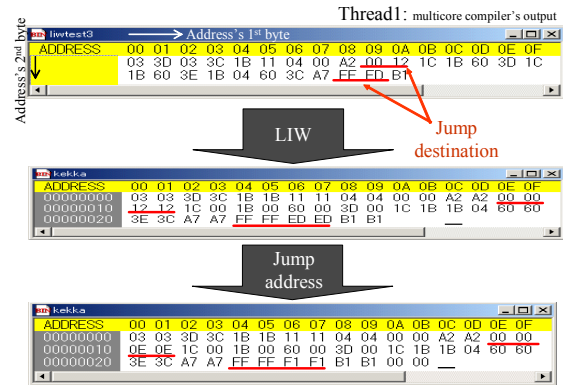 Thread1: multicore compiler's output
Address's 2nd byte
liwtest3
Address's 1st byte
ADDRESS 00 01 02 03 04 05 06 07 08 09 0A 0B 0C 0D 0E 0F
03 3D 03 3C 1B 11 04 00 A2 00 12 1C 1B 60 3D 1C
1B 60 3E 1B 04 60 3C A7 FF ED B1
LIW
Jump
destination
kekka
ADDRESS 00 01 02 03 04 05 06 07 08 09 0A 0B 0C 0D 0E 0F
00000000 03 03 3D 3C 1B 1B 11 11 04 04 00 00 A2 A2 00 00
00000010 12 12 1C 00 1B 00 60 00 3D 00 1C 1B 1B 04 60 60
00000020 3E 3C A7 A7 FF FF ED ED B1 B1
Jump
address
kekka
ADDRESS 00 01 02 03 04 05 06 07 08 09 0A 0B 0C 0D 0E 0F
00000000 03 03 3D 3C 1B 1B 11 11 04 04 00 00 A2 A2 00 00
00000010 0E 0E 1C 00 1B 00 60 00 3D 00 1C 1B 1B 04 60 60
00000020 3E 3C A7 A7 FF FF F1 F1 B1 B1 00 00